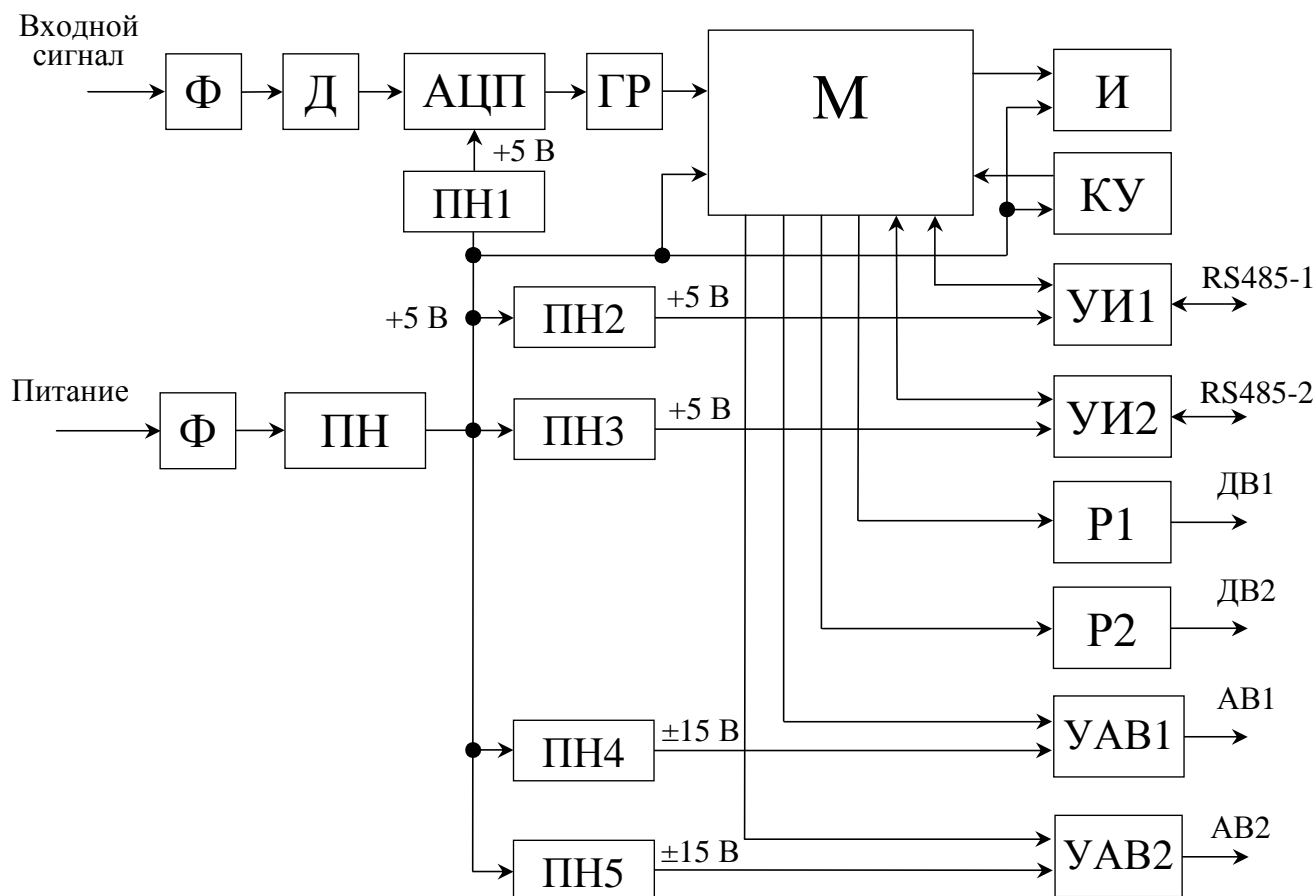 Входной
сигнал
Ф
Д
АЦП
ГР
М
И
+5 В
ПН1
КУ
+5 В
ПН2
+5 В
УИ1
RS485-1
Питание
Ф
ПН
ПН3
+5 В
УИ2
RS485-2
Р1
ДВ1
Р2
ДВ2
ПН4
±15 В
УАВ1
АВ1
ПН5
±15 В
УАВ2
АВ2